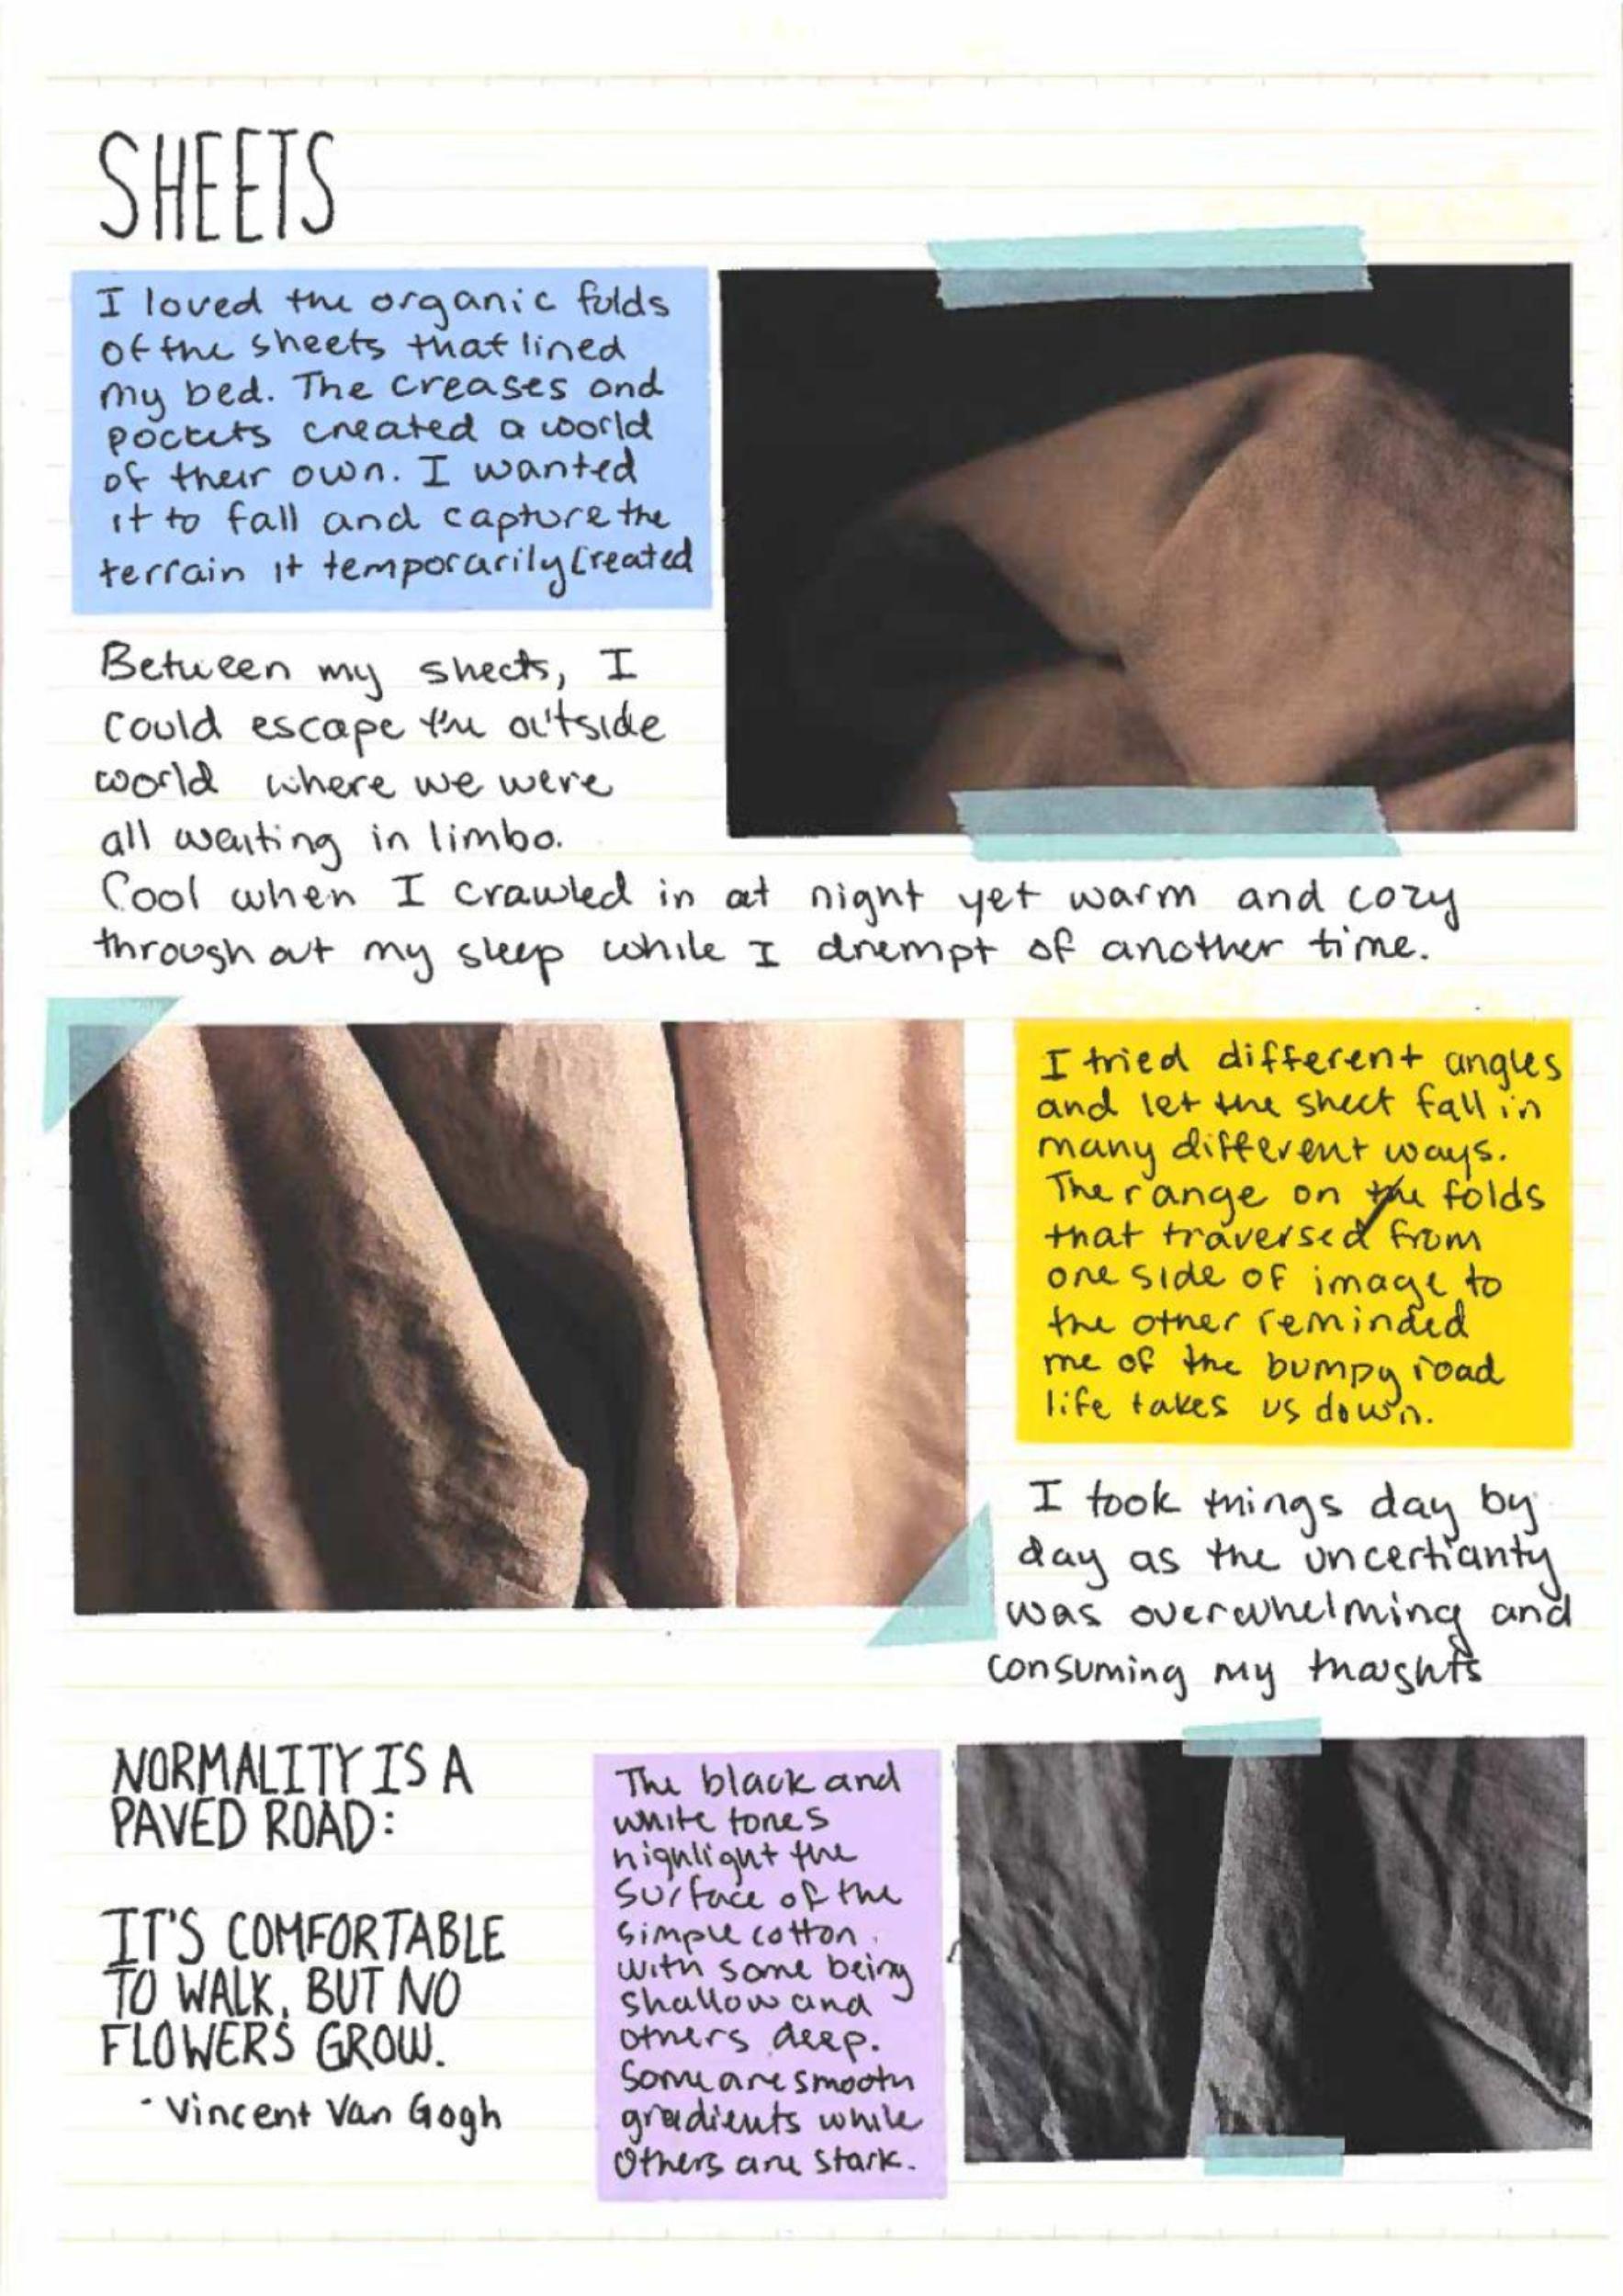 SHEETS
I loved the organic folds
of the sheets that lined
my bed. The creases and
pockets created a world
of their own. I wanted
it to fall and capture the
terrain it temporarily created
Between my sheets, I
could escape the outside
world where we were
all waiting in limbo.
Cool when I crawled in at night yet warm and cozy
throughout my sleep while I drempt of another time.
I tried different angles
and let the sheet fall in
many different ways.
The range on the folds
that traversed from
one side of image to
the other reminded
me of the bumpy road
life takes us down.
I took things day by
day as the uncertianty
was overwhelming and
consuming my thoughts
NORMALITY IS A
PAVED ROAD:
IT'S COMFORTABLE
TO WALK, BUT NO
FLOWERS GROW.
- Vincent Van Gogh
The black and
white tones
highlight the
surface of the
simple cotton.
with some being
shallow and
others deep.
Some are smooth
gradients while
others are stark.